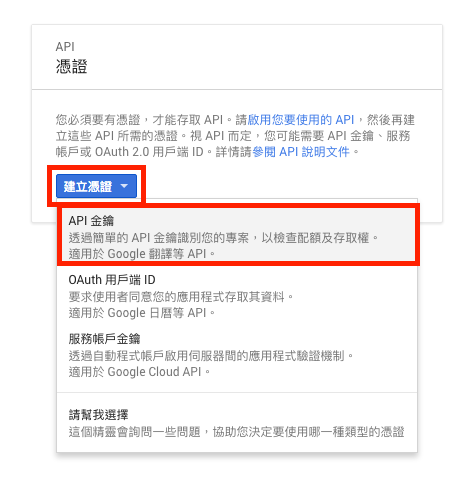 API
憑證
您必須要有憑證，才能存取 API。請啟用您要使用的 API，然後再建
立這些 API 所需的憑證。視 API 而定，您可能需要 API 金鑰、服務
帳戶或 OAuth 2.0 用戶端 ID。詳情請參閱 API 說明文件。
建立憑證
API 金鑰
透過簡單的 API 金鑰識別您的專案，以檢查配額及存取權。
適用於 Google 翻譯等 API。
OAuth 用戶端 ID
要求使用者同意您的應用程式存取其資料。
適用於 Google 日曆等 API。
服務帳戶金鑰
透過自動程式帳戶啟用伺服器間的應用程式驗證機制。
適用於 Google Cloud API。
請幫我選擇
這個精靈會詢問一些問題，協助您決定要使用哪一種類型的憑證